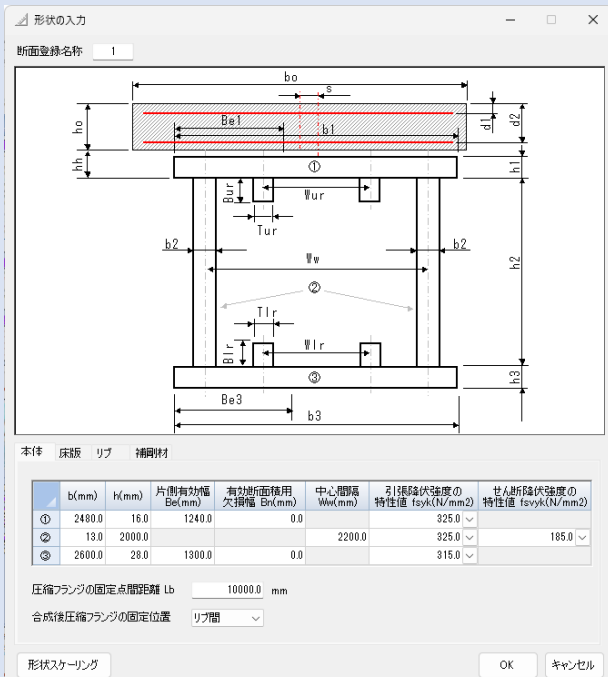 形状の入力
断面登録名称 1
bo
s
ho
Be1
b1
d1
d2
hh
①
h1
Bur
Wur
Tur
b2
b2
Ww
h2
②
Tlr
Blr
Wlr
③
h3
Be3
b3
本体 床版 リブ 補剛材
b(mm) h(mm) 片側有効幅 Be(mm) 有効断面積用 欠損幅 Bn(mm) 中心間隔 Ww(mm) 引張降伏強度の 特性値 fsyk(N/mm2) せん断降伏強度の 特性値 fsvyk(N/mm2)
① 2480.0 16.0 1240.0 0.0 325.0
② 13.0 2000.0 2200.0 325.0 185.0
③ 2600.0 28.0 1300.0 0.0 315.0
圧縮フランジの固定点間距離 Lb 10000.0 mm
合成後圧縮フランジの固定位置 リブ間
形状スケーリング OK キャンセル